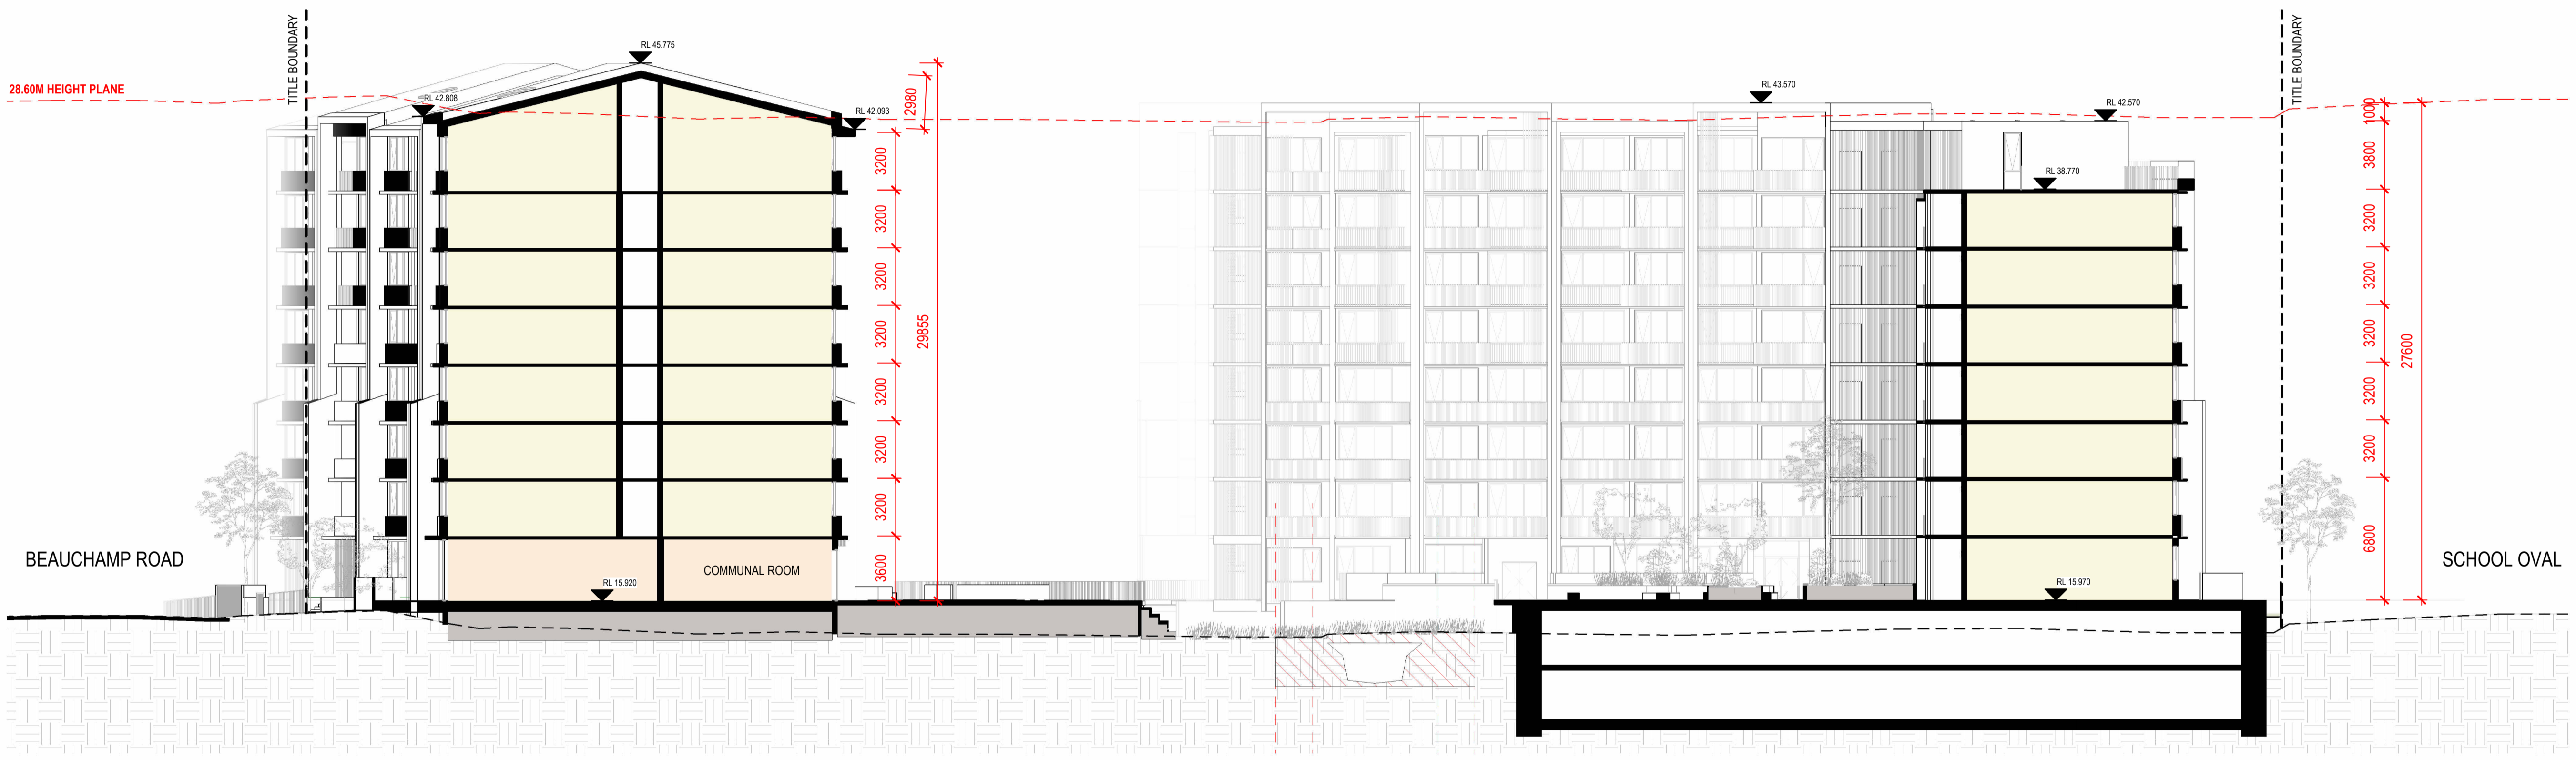 28.60M HEIGHT PLANE
TITLE BOUNDARY
RL 42.808
RL 45.775
RL 42.093
2980
3200
3200
3200
3200
3200
3200
3200
3600
29855
BEAUCHAMP ROAD
RL 15.920
COMMUNAL ROOM
RL 43.570
RL 42.570
RL 38.770
RL 15.970
TITLE BOUNDARY
1000
3800
3200
3200
3200
3200
3200
6800
27600
SCHOOL OVAL